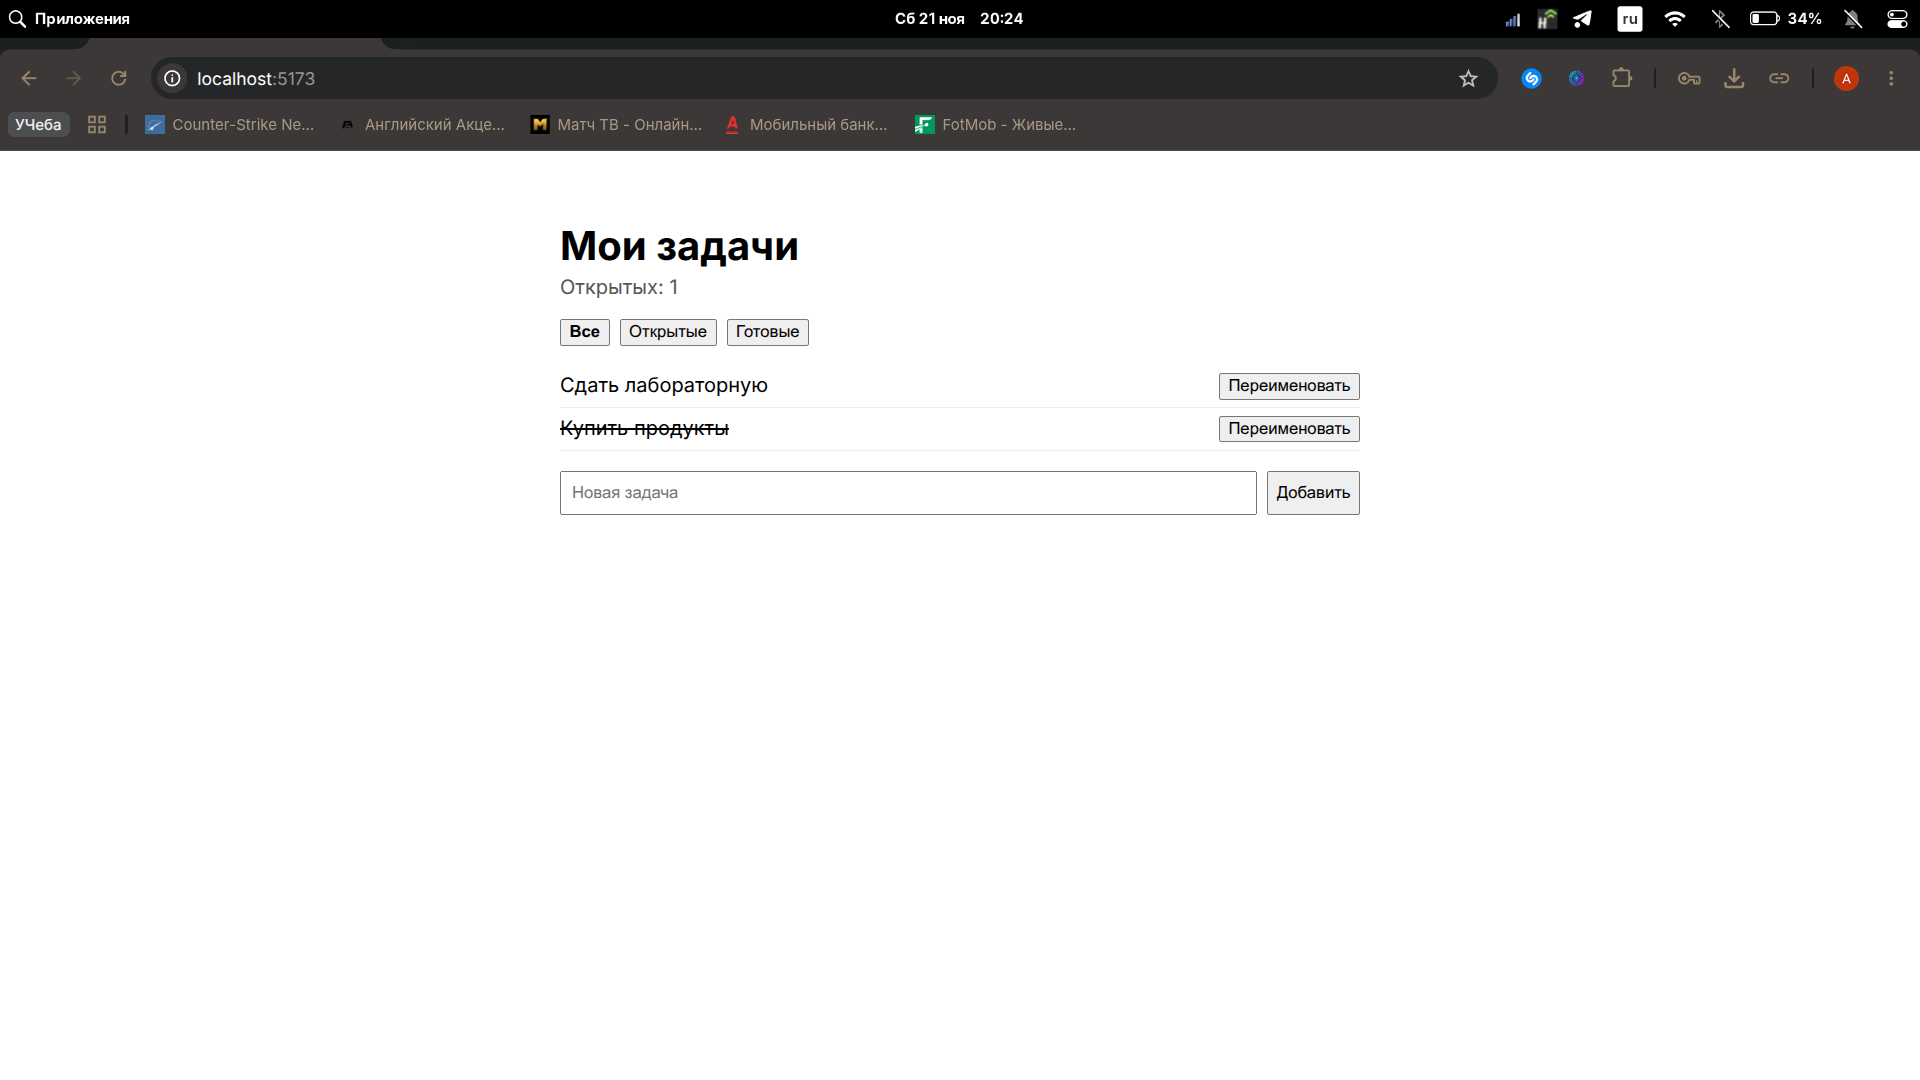 Приложения
Сб 21 ноя 20:24
ru
34%
localhost:5173
A
УЧеба
Counter-Strike Ne...
Английский Акце...
Матч ТВ - Онлайн...
Мобильный банк...
FotMob - Живые...
Мои задачи
Открытых: 1
Все
Открытые
Готовые
Сдать лабораторную
Переименовать
Купить продукты
Переименовать
Новая задача
Добавить